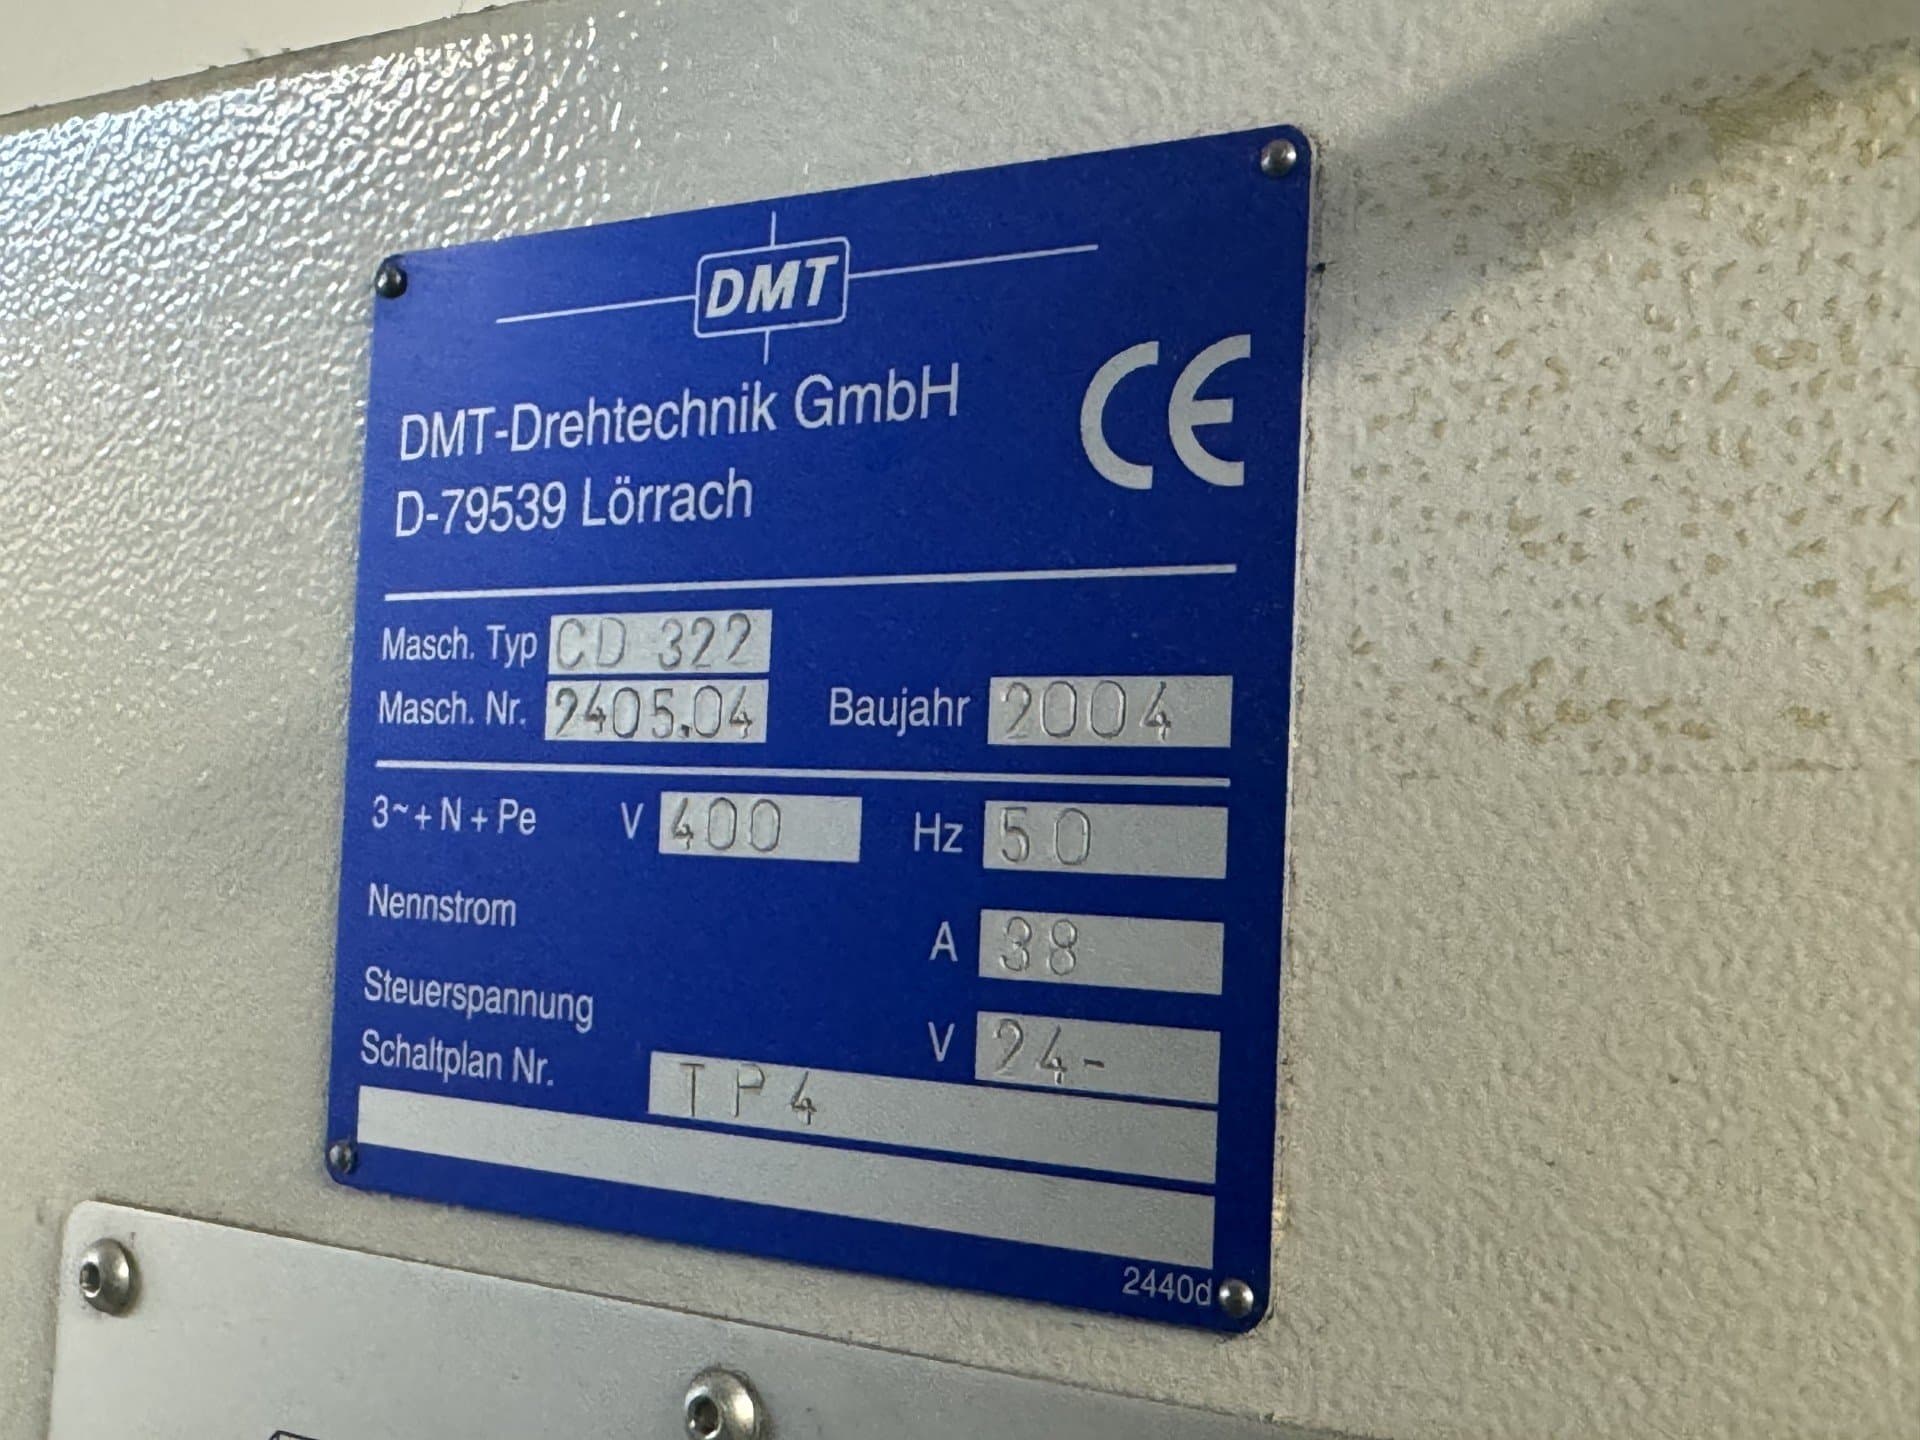 DMT
CE
DMT-Drehtechnik GmbH
D-79539 Lörrach
Masch. Typ CD 322
Masch. Nr. 2405.04 Baujahr 2004
3~ + N + Pe V 400 Hz 50
Nennstrom A 38
Steuerspannung V 24-
Schaltplan Nr. TP4
2440d